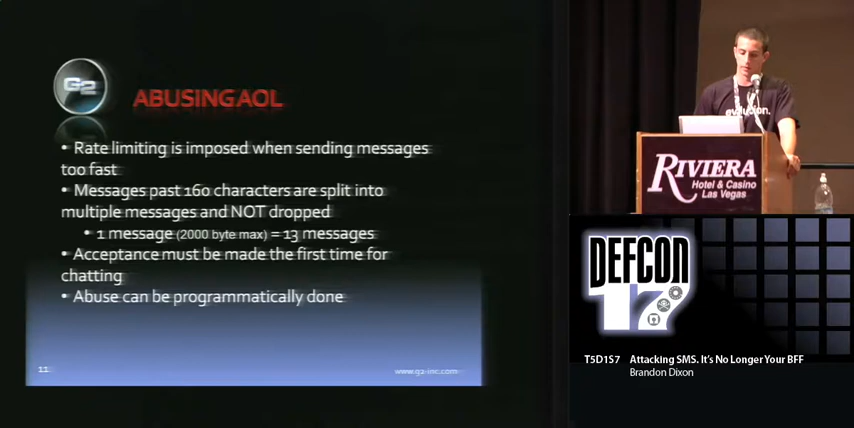 G2
ABUSING AOL
• Rate limiting is imposed when sending messages
too fast
• Messages past 160 characters are split into
multiple messages and NOT dropped
• 1 message (2000 byte max) = 13 messages
• Acceptance must be made the first time for
chatting
• Abuse can be programmatically done
11
www.g2-inc.com
RIVIERA
Hotel & Casino
Las Vegas
DEFCON
17
T5D1S7 Attacking SMS. It's No Longer Your BFF
Brandon Dixon